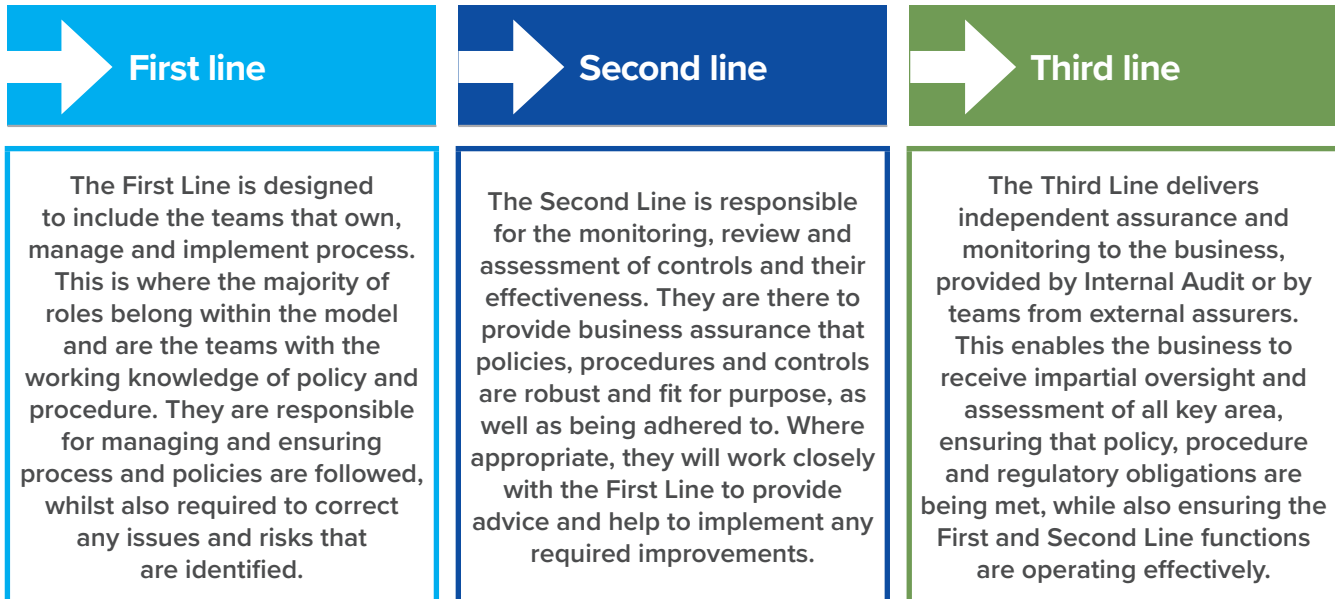 First line
The First Line is designed
to include the teams that own,
manage and implement process.
This is where the majority of
roles belong within the model
and are the teams with the
working knowledge of policy and
procedure. They are responsible
for managing and ensuring
process and policies are followed,
whilst also required to correct
any issues and risks that
are identified.
Second line
The Second Line is responsible
for the monitoring, review and
assessment of controls and their
effectiveness. They are there to
provide business assurance that
policies, procedures and controls
are robust and fit for purpose, as
well as being adhered to. Where
appropriate, they will work closely
with the First Line to provide
advice and help to implement any
required improvements.
Third line
The Third Line delivers
independent assurance and
monitoring to the business,
provided by Internal Audit or by
teams from external assurers.
This enables the business to
receive impartial oversight and
assessment of all key area,
ensuring that policy, procedure
and regulatory obligations are
being met, while also ensuring the
First and Second Line functions
are operating effectively.